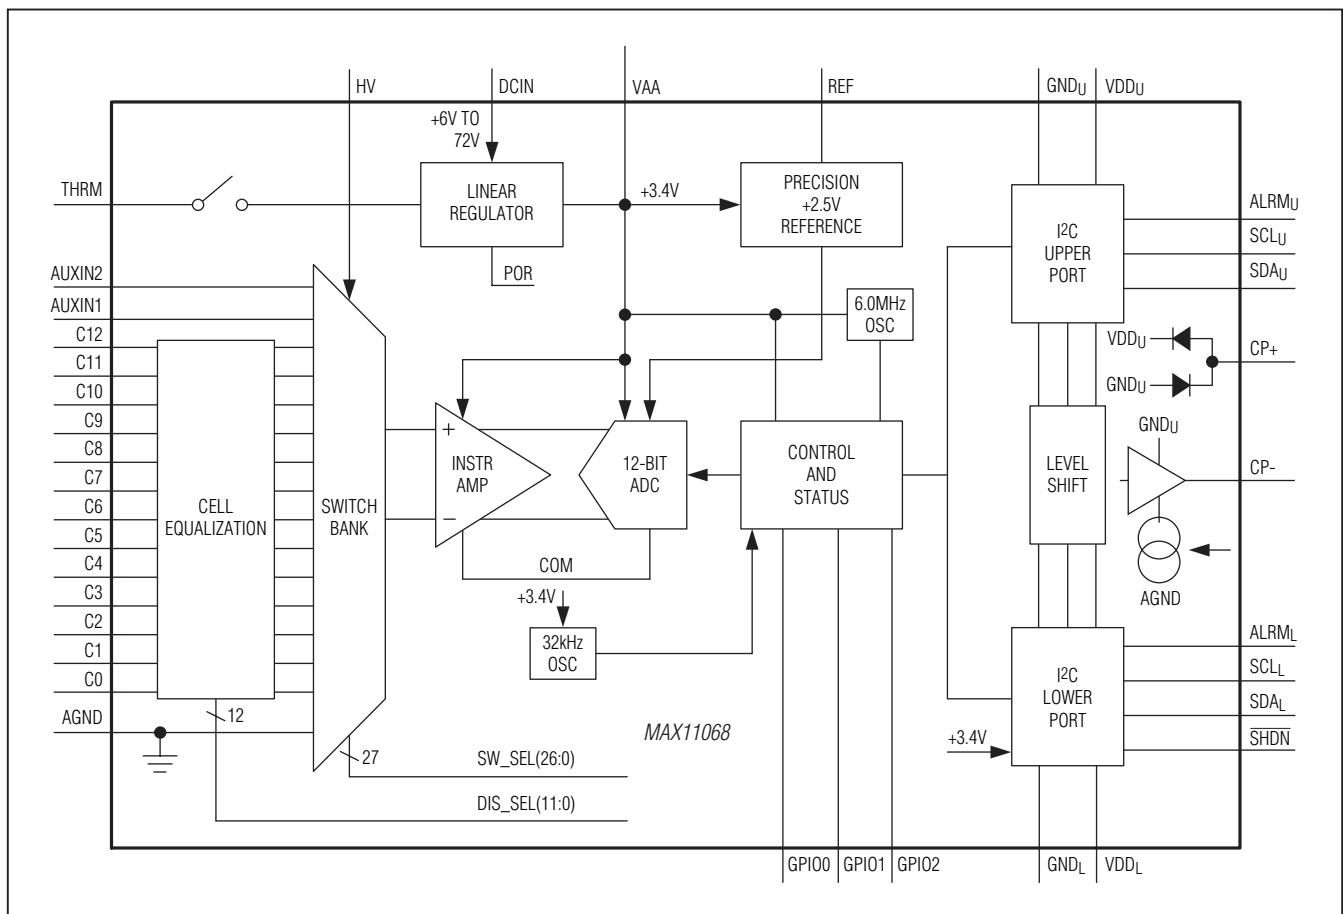 HV
DCIN
VAA
REF
GNDU
VDDU
+6V TO
72V
THRM
LINEAR
REGULATOR
+3.4V
PRECISION
+2.5V
REFERENCE
I2C
UPPER
PORT
ALRMU
SCLU
SDAU
POR
AUXIN2
AUXIN1
C12
C11
C10
C9
C8
C7
C6
C5
C4
C3
C2
C1
C0
AGND
CELL
EQUALIZATION
SWITCH
BANK
6.0MHz
OSC
VDDU
GNDU
CP+
+
INSTR
AMP
−
12-BIT
ADC
CONTROL
AND
STATUS
LEVEL
SHIFT
GNDU
CP-
AGND
COM
+3.4V
32kHz
OSC
12
27
MAX11068
SW_SEL(26:0)
DIS_SEL(11:0)
I2C
LOWER
PORT
+3.4V
ALRML
SCLL
SDAL
SHDN
GPIO0
GPIO1
GPIO2
GNDL
VDDL